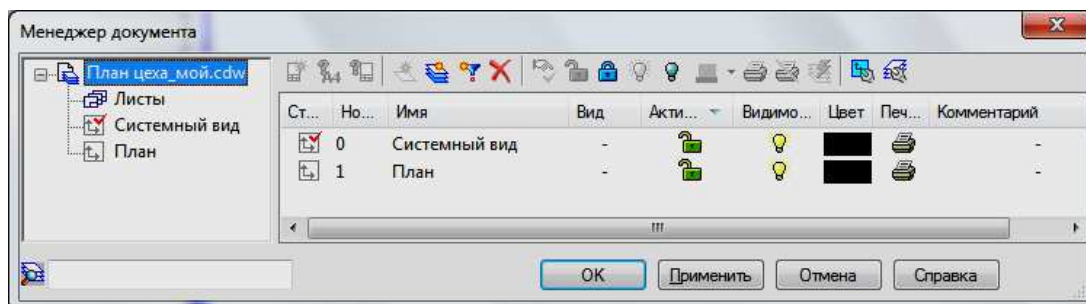 Менеджер документа
План цеха_мой.cdw
Листы
Системный вид
План
Ст... Но... Имя Вид Акти... Видимо... Цвет Печ... Комментарий
0 Системный вид - -
1 План - -
OK Применить Отмена Справка